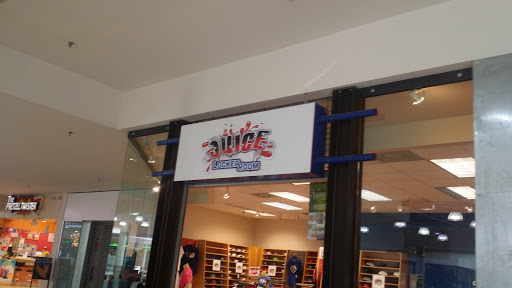 JUICE
LOCKER ROOM
THE
PRETZEL TWISTER